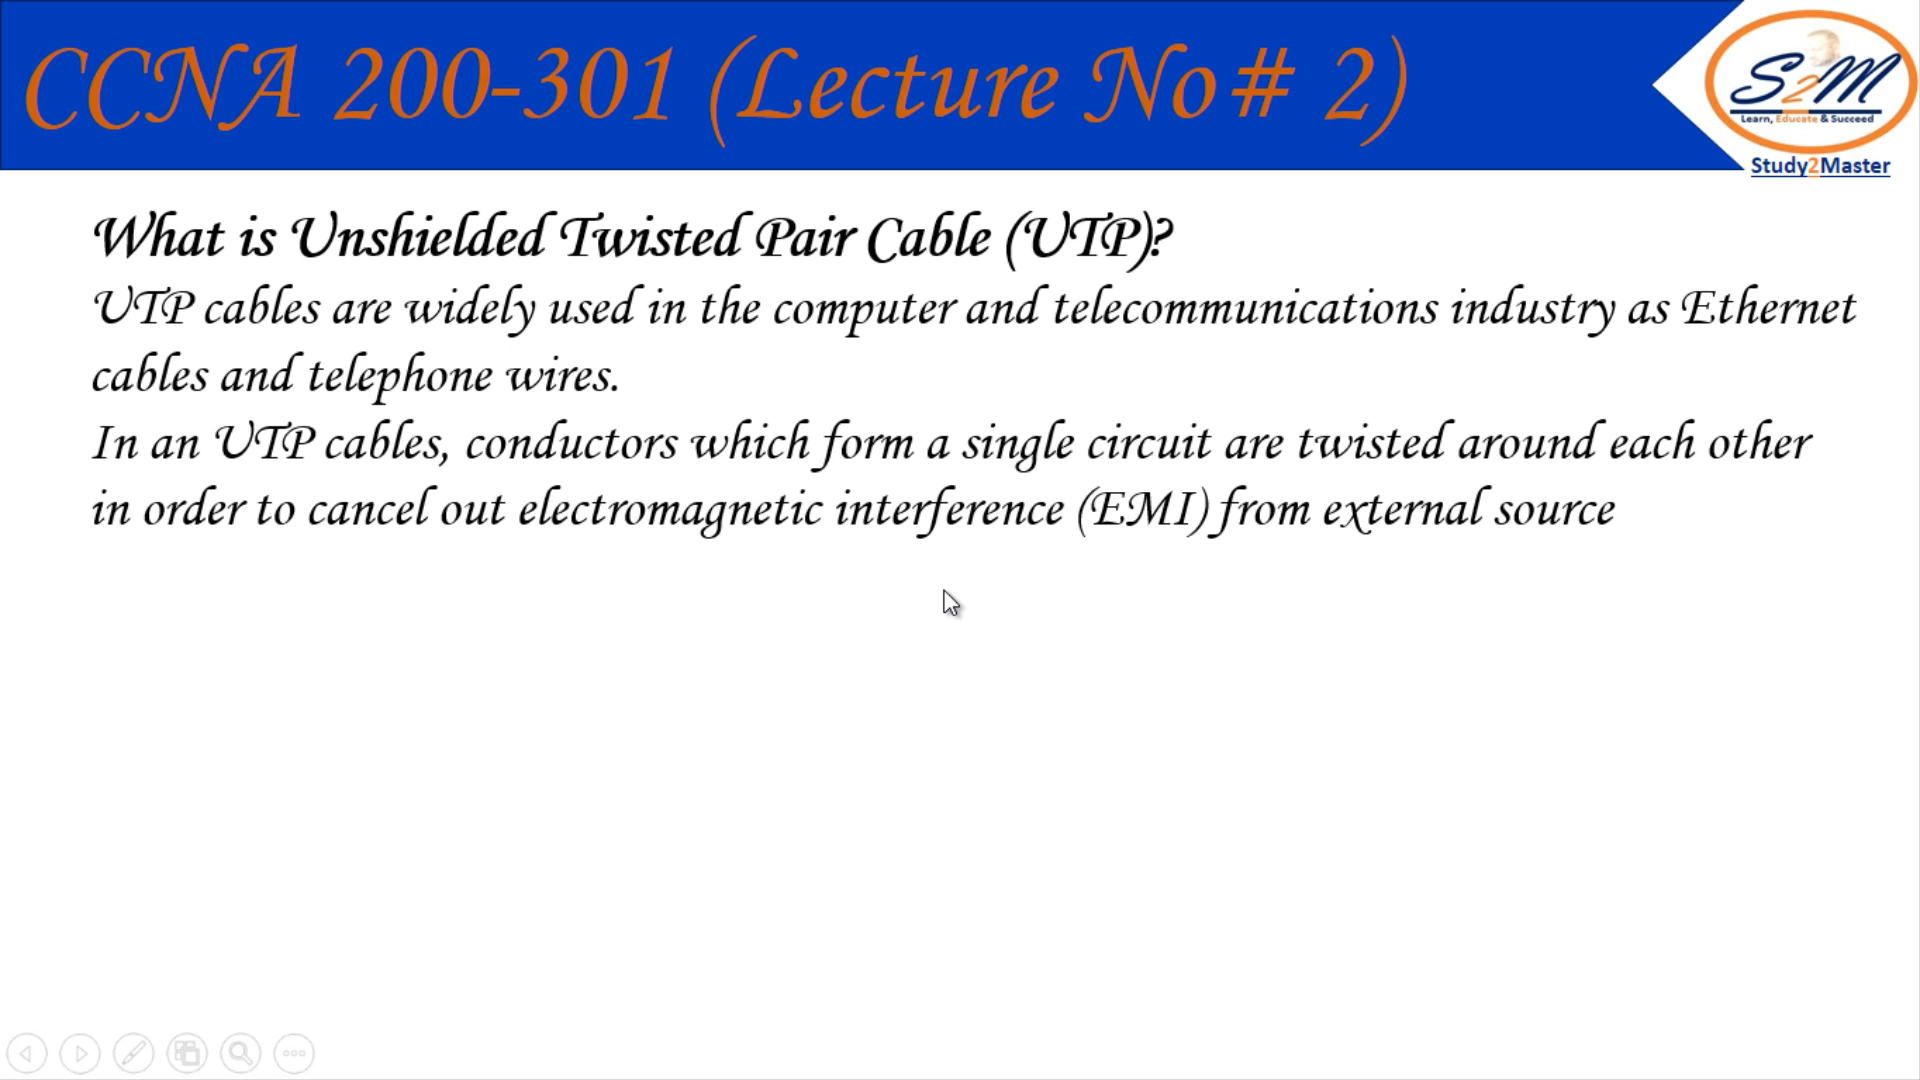 CCNA 200-301 (Lecture No# 2)
S2M
Learn, Educate & Succeed
Study2Master
What is Unshielded Twisted Pair Cable (UTP)?
UTP cables are widely used in the computer and telecommunications industry as Ethernet
cables and telephone wires.
In an UTP cables, conductors which form a single circuit are twisted around each other
in order to cancel out electromagnetic interference (EMI) from external source